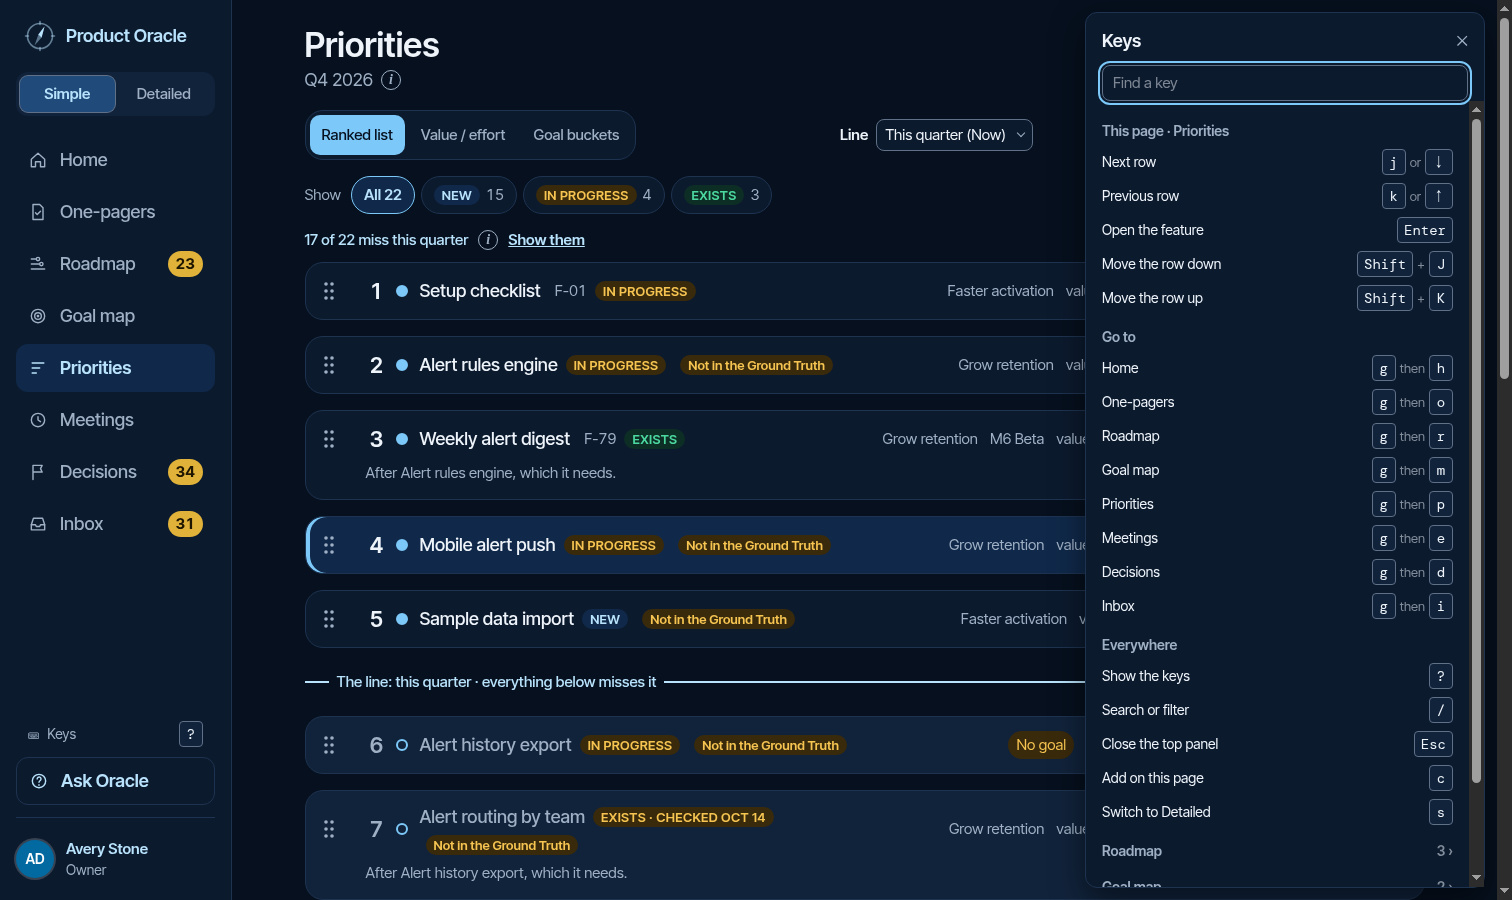 Product Oracle
Simple
Detailed
Home
One-pagers
Roadmap 23
Goal map
Priorities
Meetings
Decisions 34
Inbox 31
Keys ?
Ask Oracle
AD
Avery Stone
Owner
Priorities
Q4 2026 i
Ranked list Value / effort Goal buckets
Line This quarter (Now)
Show All 22 NEW 15 IN PROGRESS 4 EXISTS 3
17 of 22 miss this quarter i Show them
1 Setup checklist F-01 IN PROGRESS Faster activation
2 Alert rules engine IN PROGRESS Not in the Ground Truth Grow retention
3 Weekly alert digest F-79 EXISTS Grow retention M6 Beta value
After Alert rules engine, which it needs.
4 Mobile alert push IN PROGRESS Not in the Ground Truth Grow retention value
5 Sample data import NEW Not in the Ground Truth Faster activation
The line: this quarter · everything below misses it
6 Alert history export IN PROGRESS Not in the Ground Truth No goal
7 Alert routing by team EXISTS · CHECKED OCT 14 Grow retention value
Not in the Ground Truth
After Alert history export, which it needs.
Keys
Find a key
This page · Priorities
Next row j or ↓
Previous row k or ↑
Open the feature Enter
Move the row down Shift + J
Move the row up Shift + K
Go to
Home g then h
One-pagers g then o
Roadmap g then r
Goal map g then m
Priorities g then p
Meetings g then e
Decisions g then d
Inbox g then i
Everywhere
Show the keys ?
Search or filter /
Close the top panel Esc
Add on this page c
Switch to Detailed s
Roadmap 3 ›
Goal map 2 ›